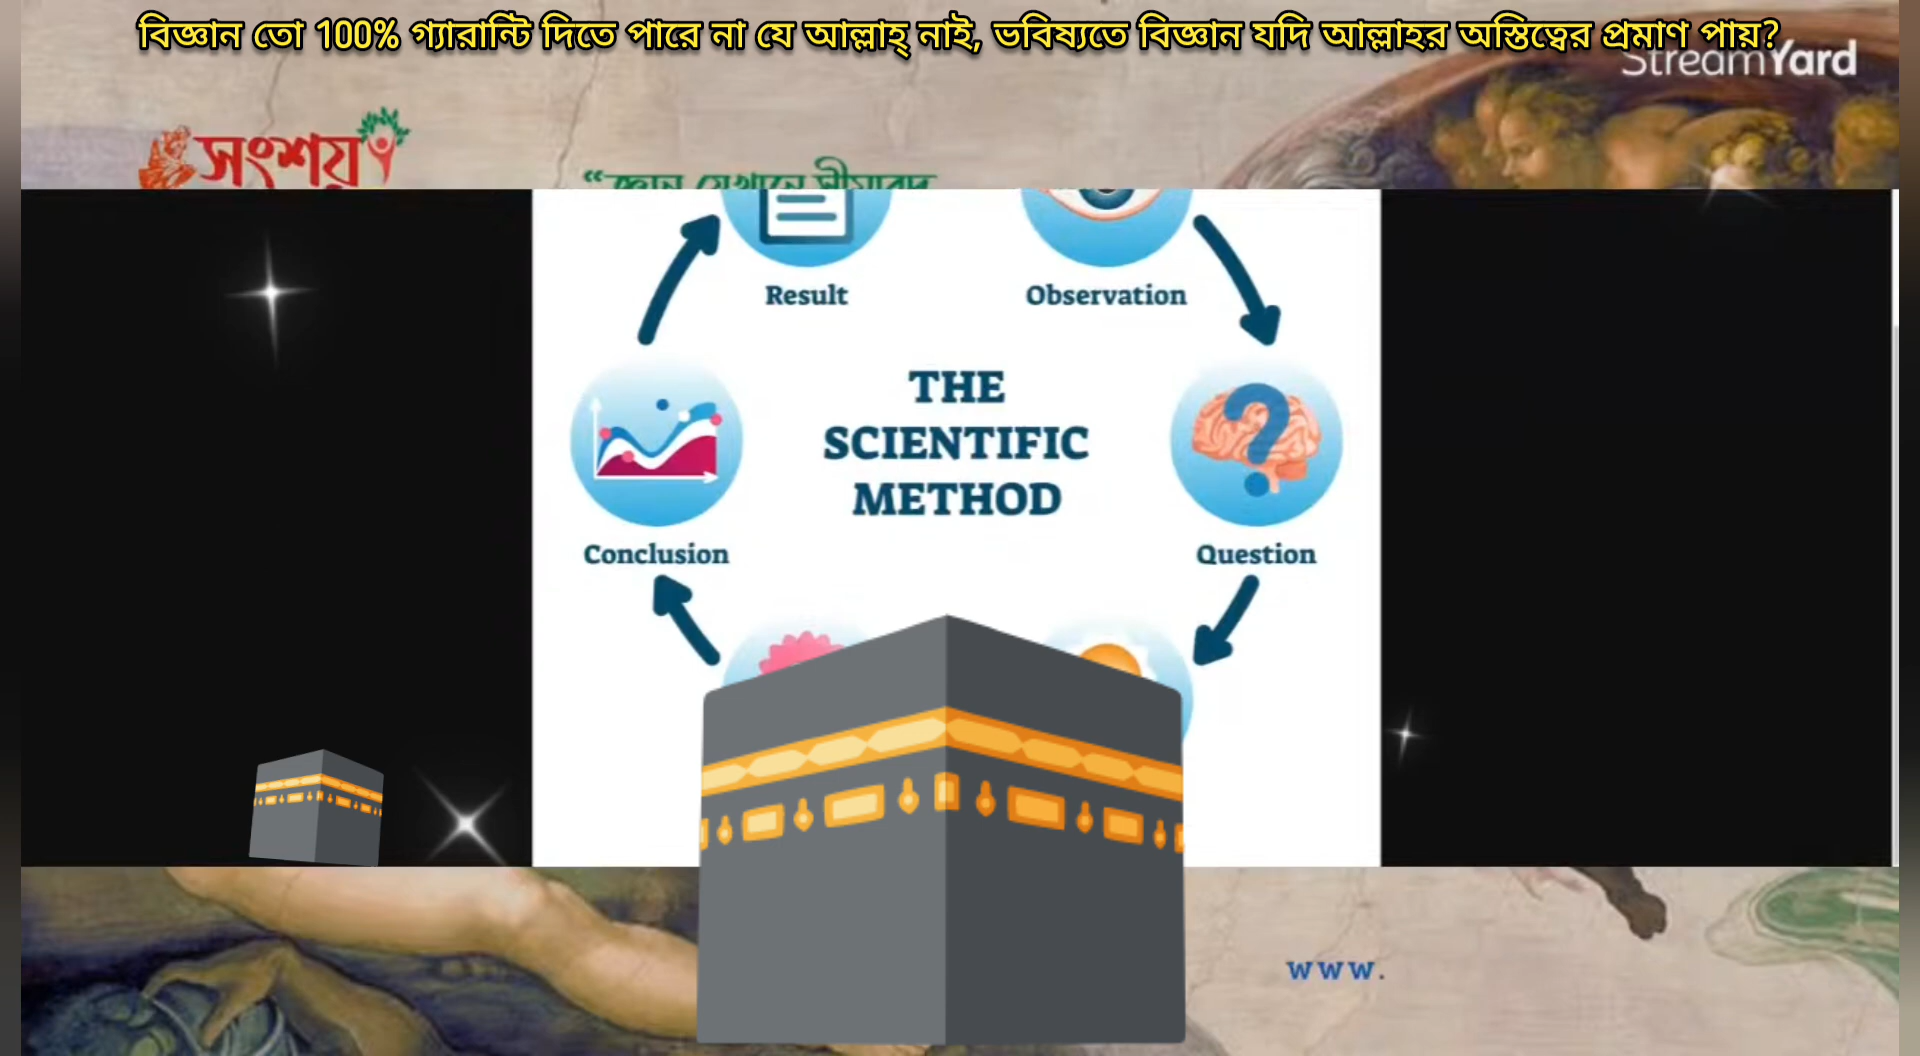 বিজ্ঞান তো 100% গ্যারান্টি দিতে পারে না যে আল্লাহ্ নাই, ভবিষ্যতে বিজ্ঞান যদি আল্লাহর অস্তিত্বের প্রমাণ পায়?
StreamYard
সংশয়
“জ্ঞান যেখানে সীমাবদ্ধ
Result
Observation
THE
SCIENTIFIC
METHOD
Conclusion
Question
www.